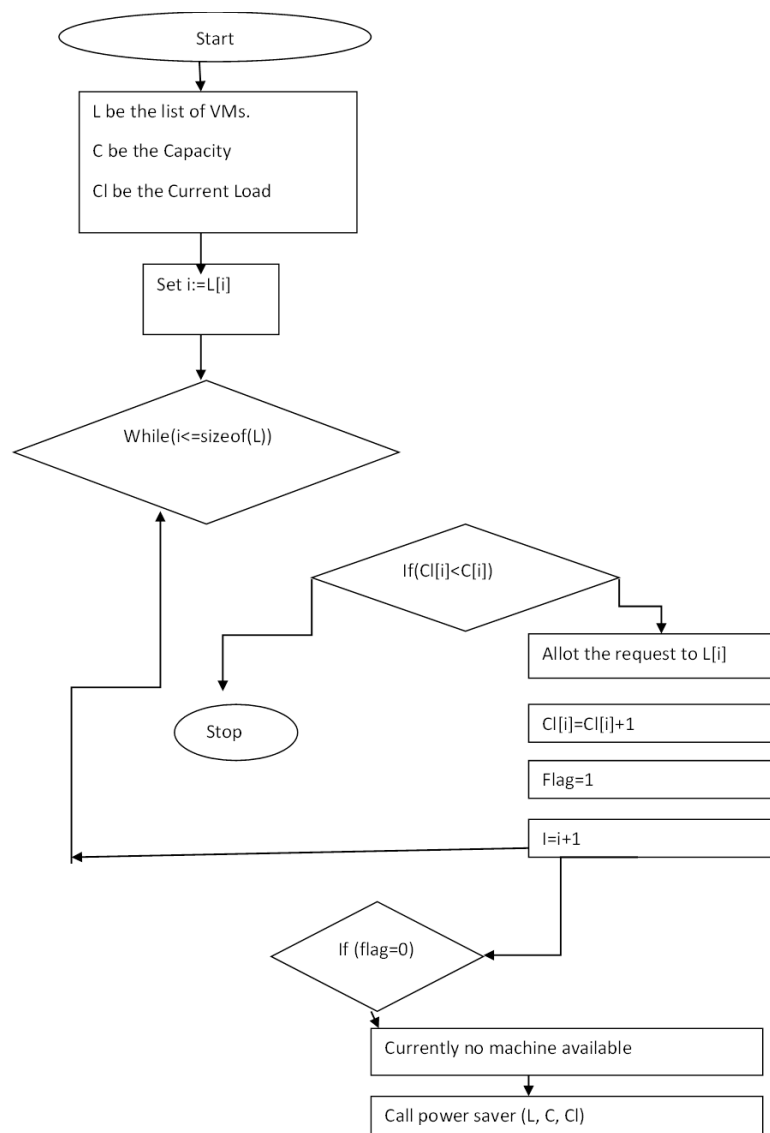 Start
L be the list of VMs.
C be the Capacity
Cl be the Current Load
Set i:=L[i]
While(i<=sizeof(L))
If(Cl[i]<C[i])
Allot the request to L[i]
Stop
Cl[i]=Cl[i]+1
Flag=1
I=i+1
If (flag=0)
Currently no machine available
Call power saver (L, C, Cl)